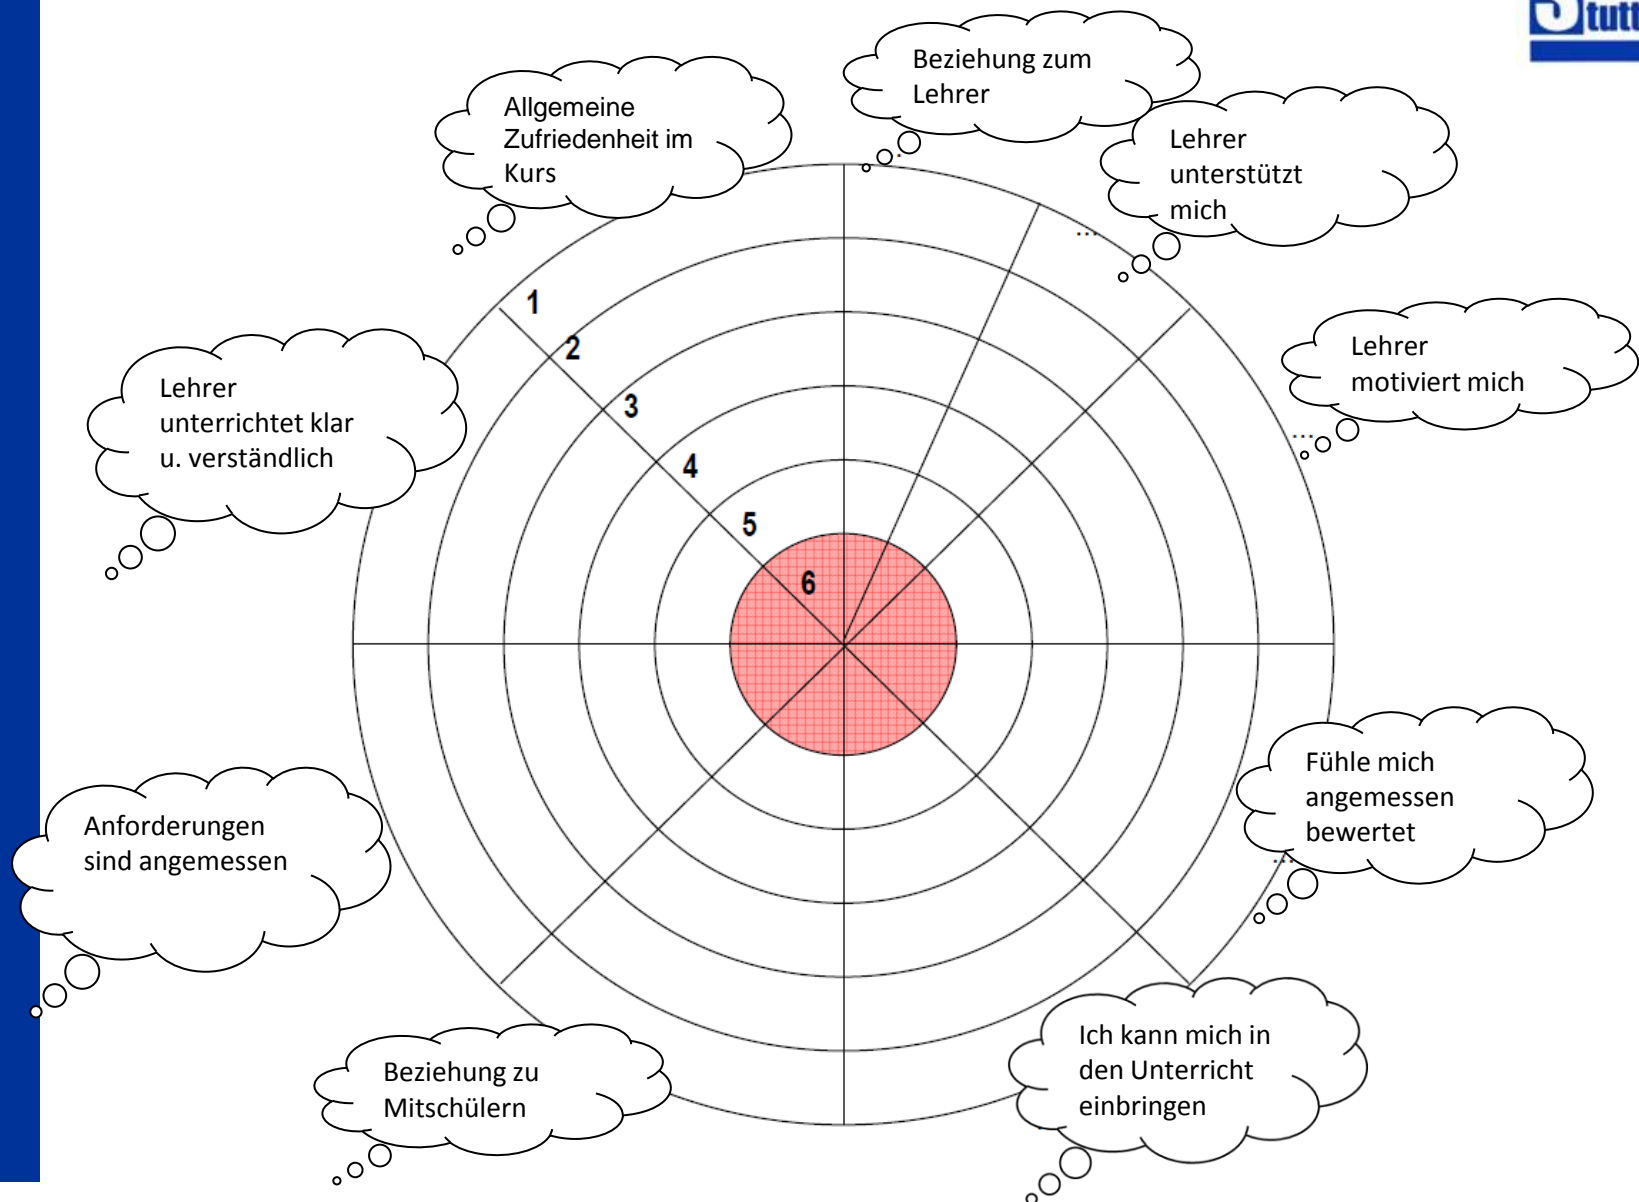 Stutt
Beziehung zum
Lehrer
Allgemeine
Zufriedenheit im
Kurs
Lehrer
unterstützt
mich
...
Lehrer
motiviert mich
...
Lehrer
unterrichtet klar
u. verständlich
1
2
3
4
5
6
Fühle mich
angemessen
bewertet
...
Anforderungen
sind angemessen
Ich kann mich in
den Unterricht
einbringen
Beziehung zu
Mitschülern